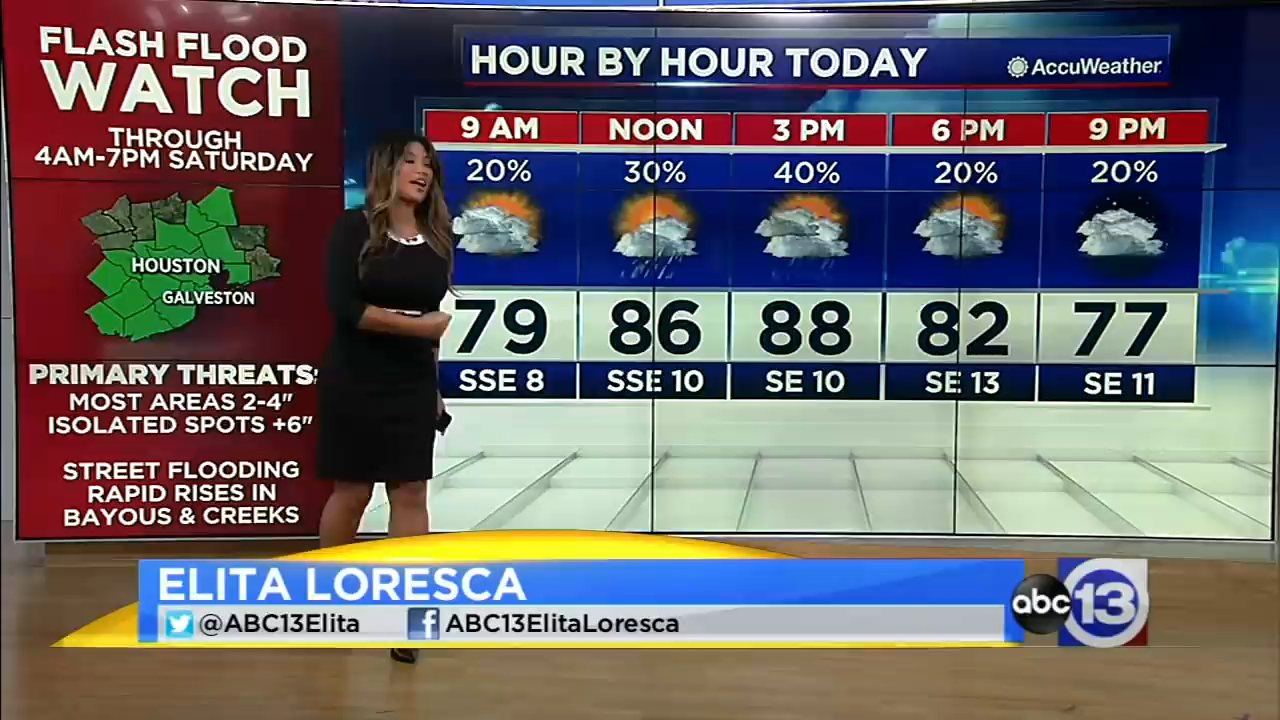 FLASH FLOOD
WATCH
THROUGH
4AM-7PM SATURDAY
HOUSTON
GALVESTON
PRIMARY THREATS:
MOST AREAS 2-4"
ISOLATED SPOTS +6"
STREET FLOODING
RAPID RISES IN
BAYOUS & CREEKS
HOUR BY HOUR TODAY
AccuWeather
9 AM NOON 3 PM 6 PM 9 PM
20% 30% 40% 20% 20%
79 86 88 82 77
SSE 8 SSE 10 SE 10 SE 13 SE 11
ELITA LORESCA
@ABC13Elita f ABC13ElitaLoresca
abc 13